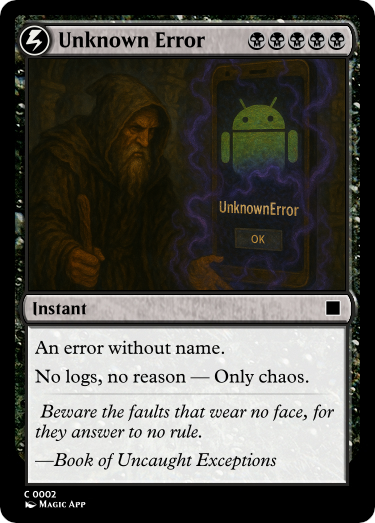 Unknown Error
UnknownError
OK
Instant
An error without name.
No logs, no reason — Only chaos.
Beware the faults that wear no face, for
they answer to no rule.
—Book of Uncaught Exceptions
C 0002
Magic App